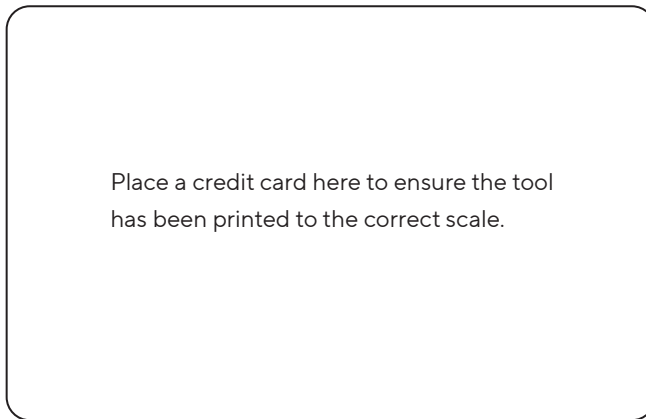 Place a credit card here to ensure the tool
has been printed to the correct scale.